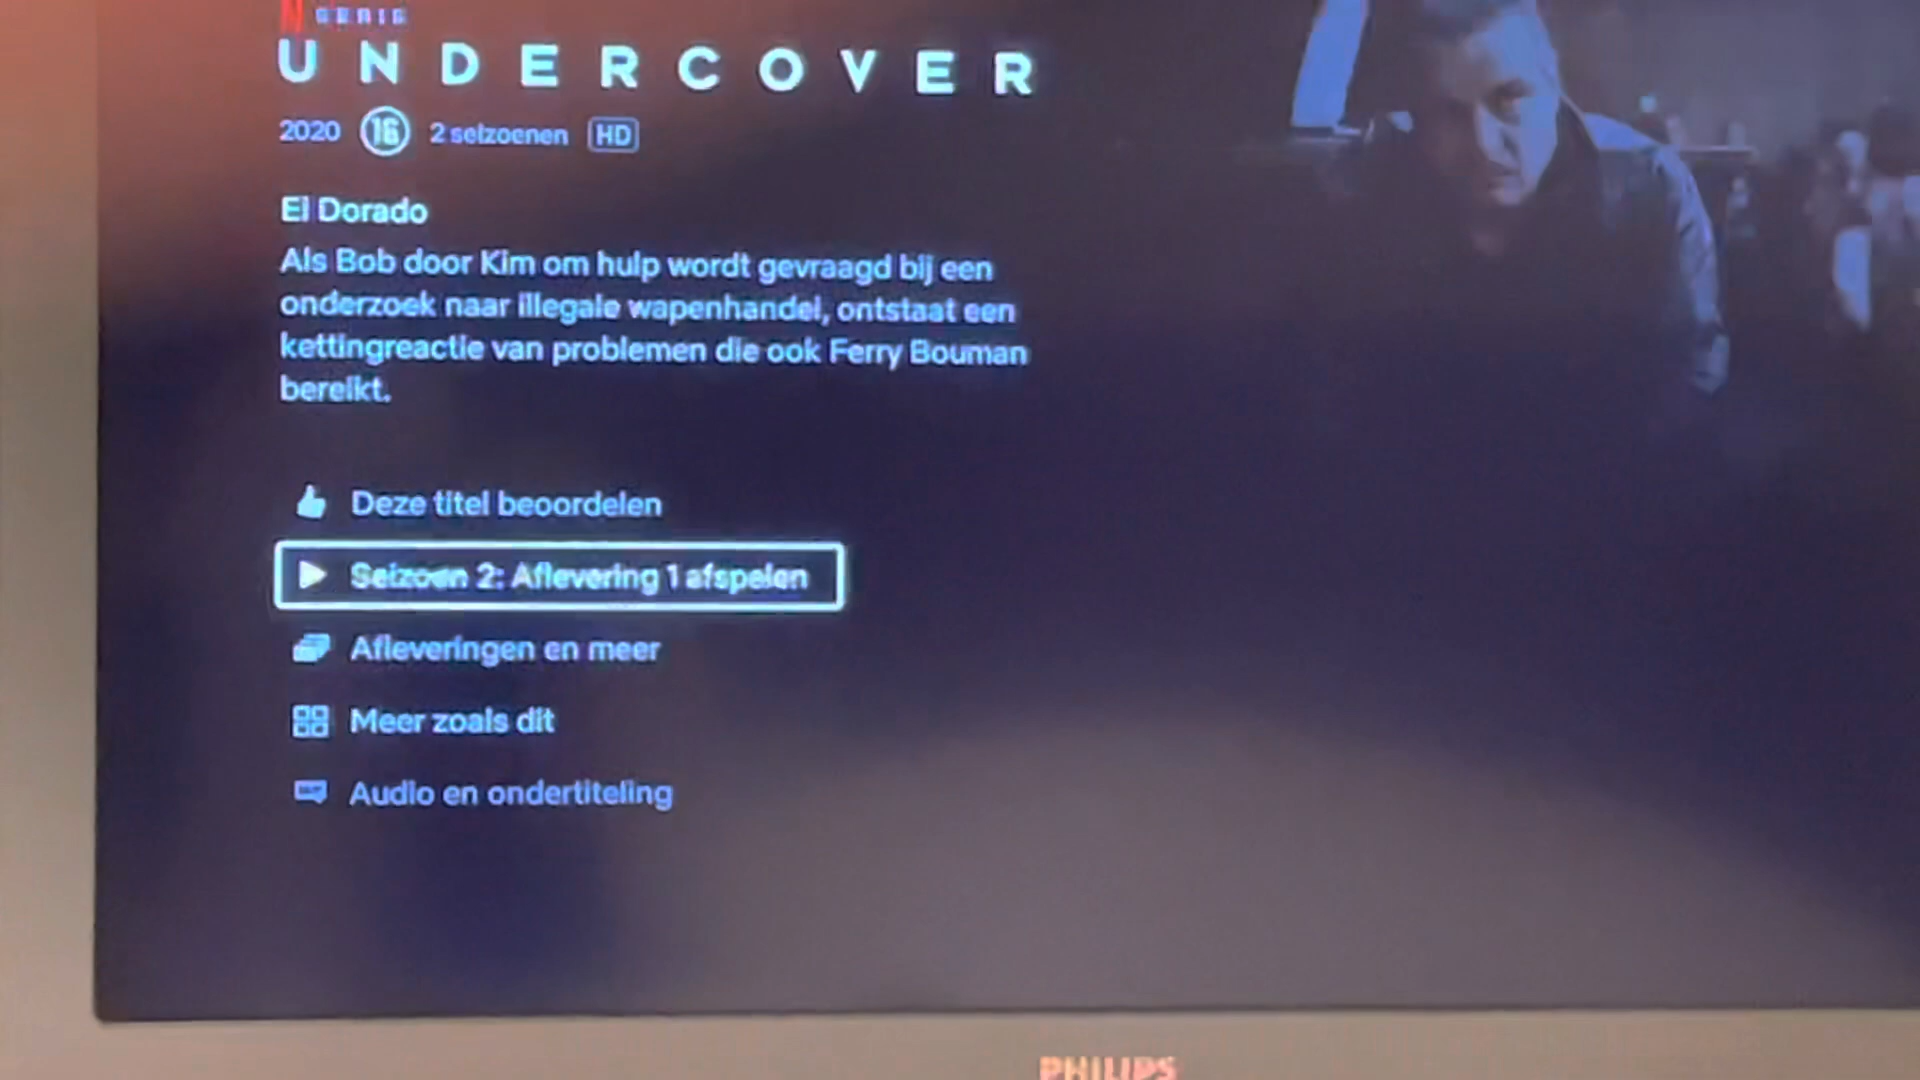 N SERIE
UNDERCOVER
2020 16 2 seizoenen HD
El Dorado
Als Bob door Kim om hulp wordt gevraagd bij een
onderzoek naar illegale wapenhandel, ontstaat een
kettingreactie van problemen die ook Ferry Bouman
bereikt.
Deze titel beoordelen
Seizoen 2: Aflevering 1 afspelen
Afleveringen en meer
Meer zoals dit
Audio en ondertiteling
PHILIPS